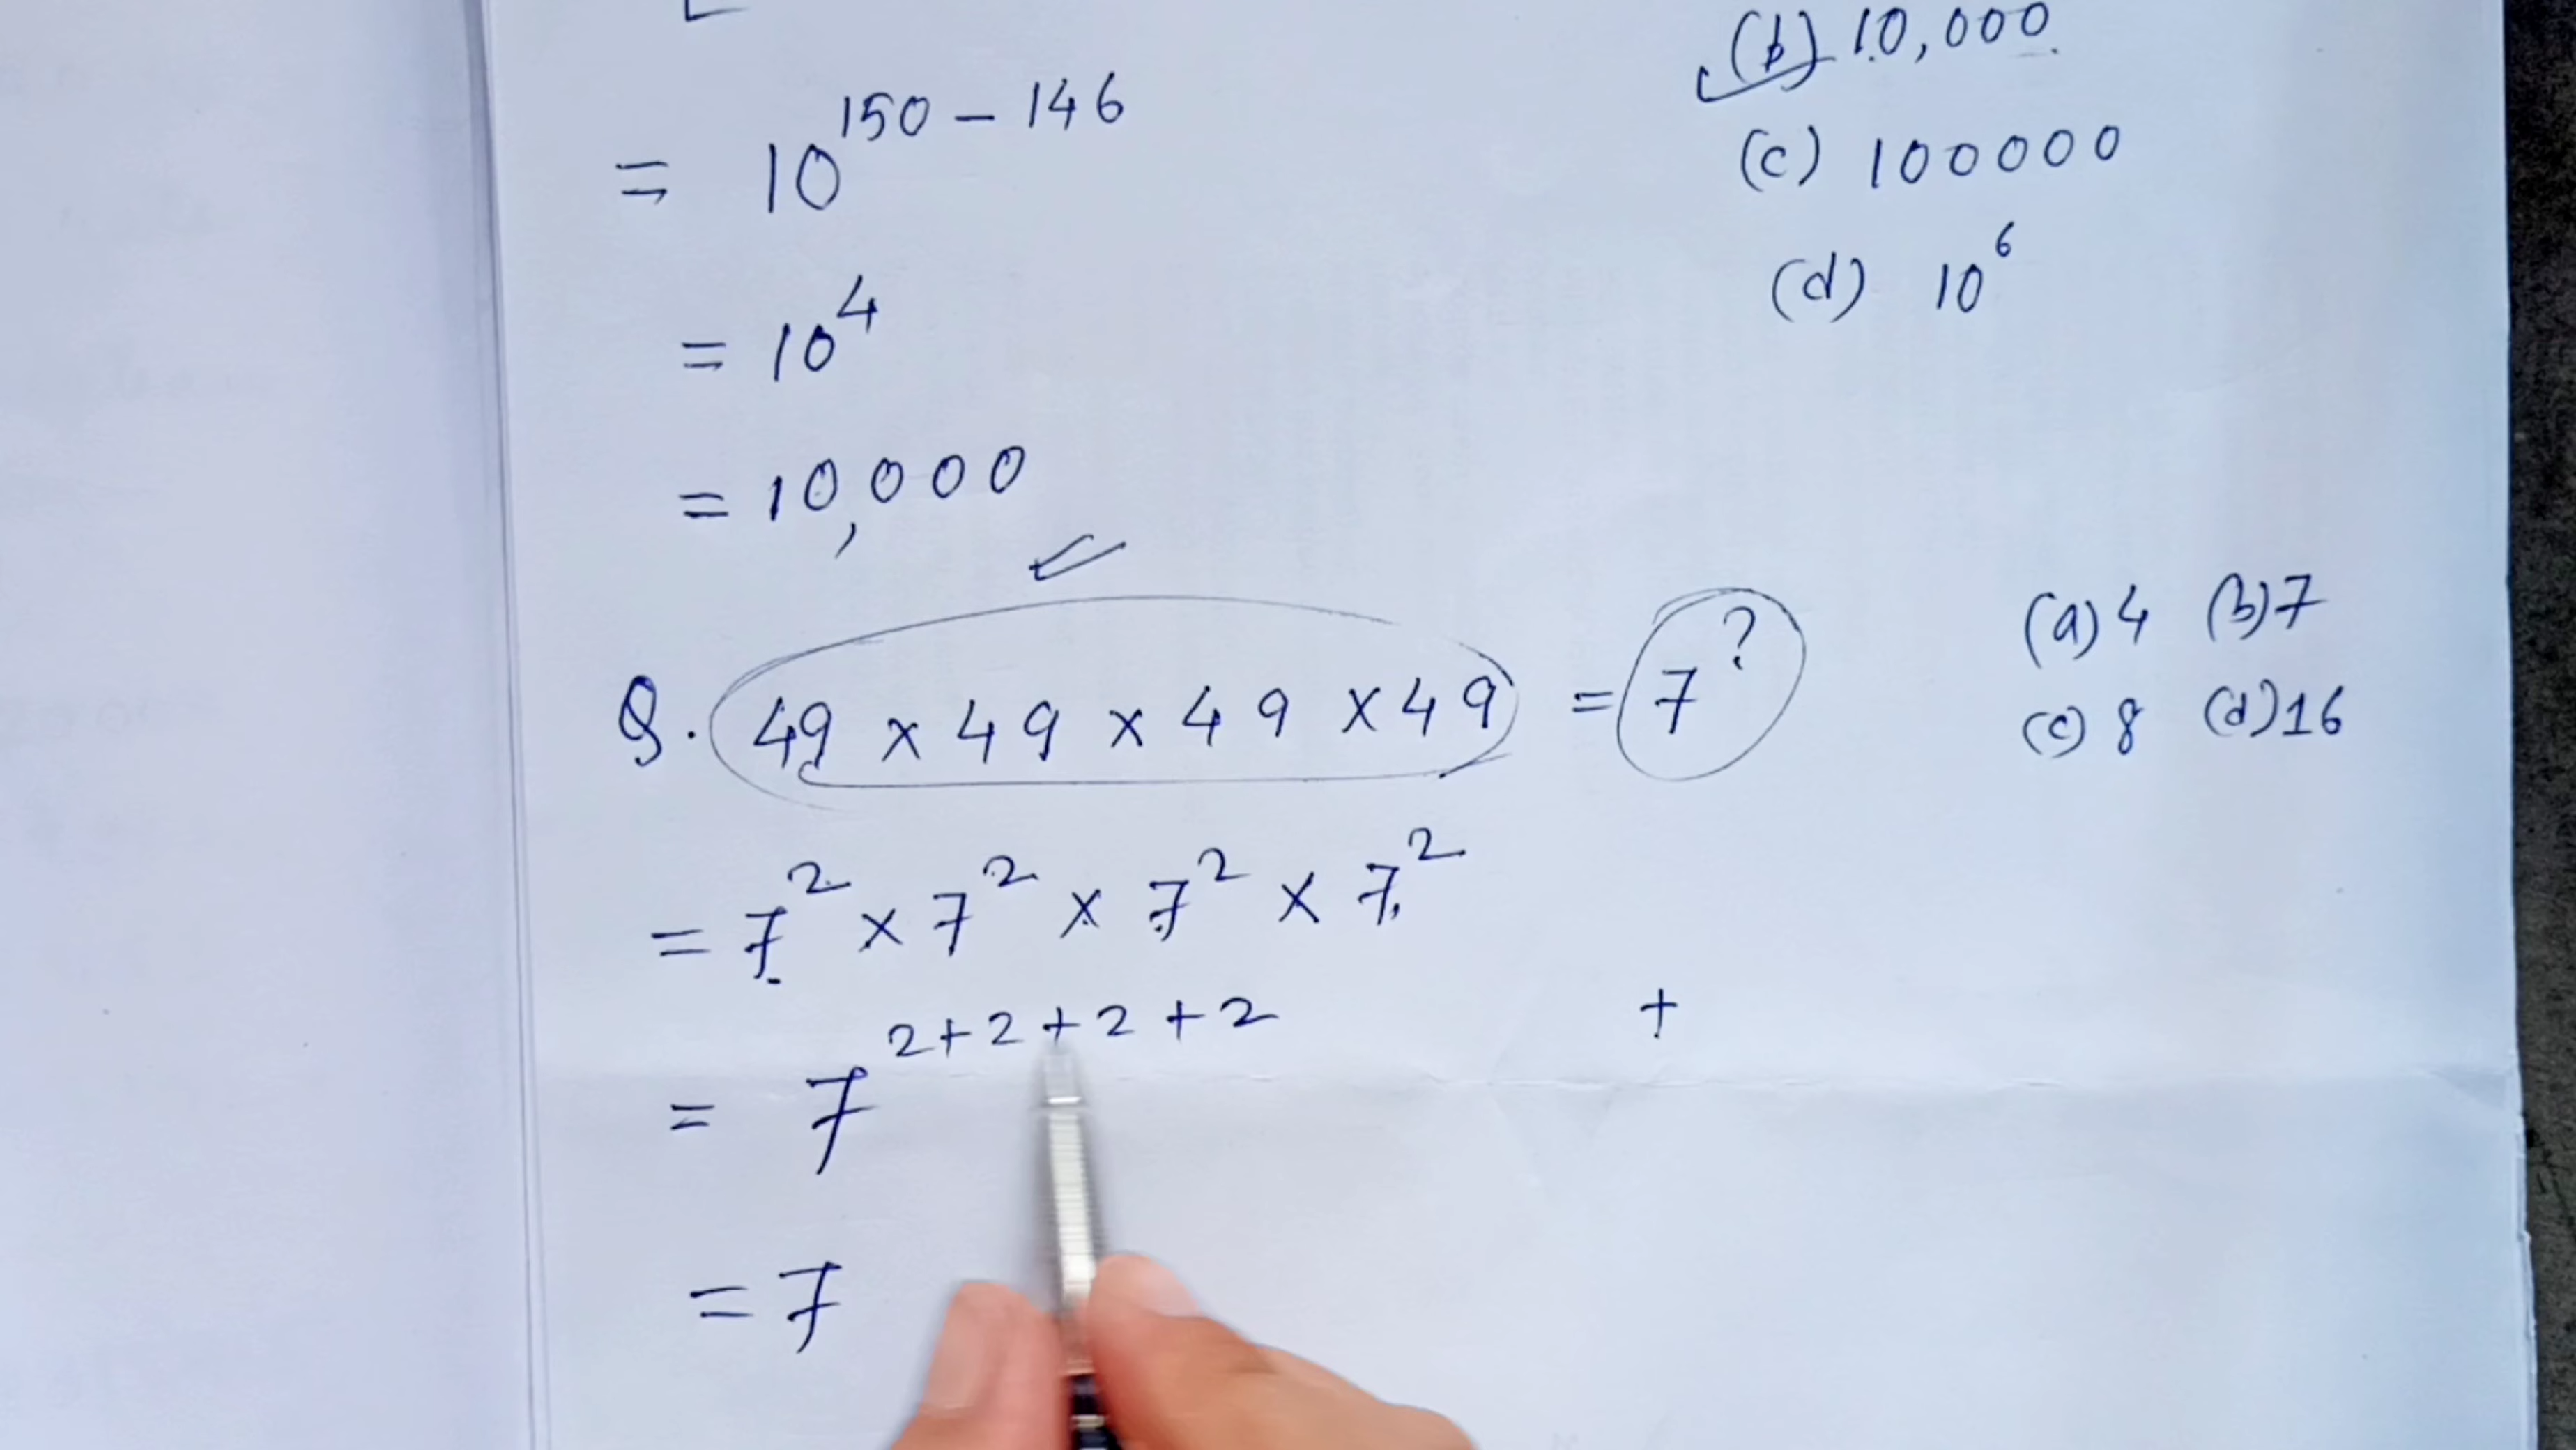 (b) 10,000
= 10^150-146
(c) 100000
(d) 10^6
= 10^4
= 10,000
Q. 49 x 49 x 49 x 49 = 7^?
(a) 4 (b) 7
(c) 8 (d) 16
= 7^2 x 7^2 x 7^2 x 7^2
= 7^2+2+2+2
+
= 7